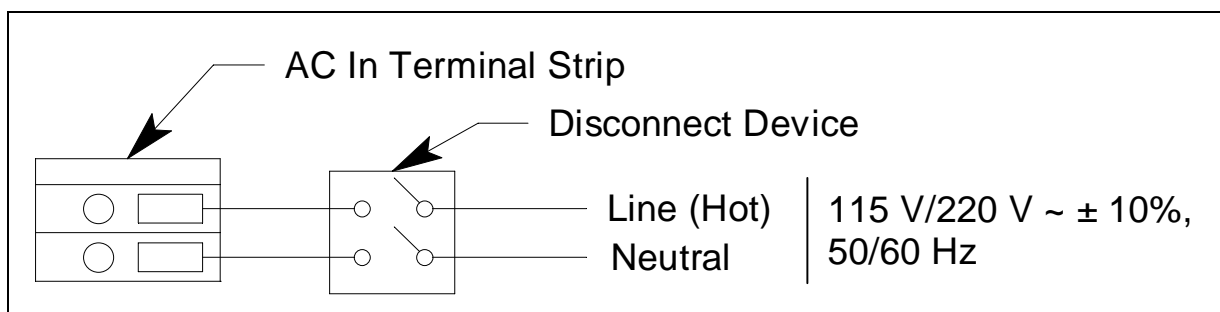 AC In Terminal Strip
Disconnect Device
Line (Hot)
Neutral
115 V/220 V ~ ± 10%,
50/60 Hz